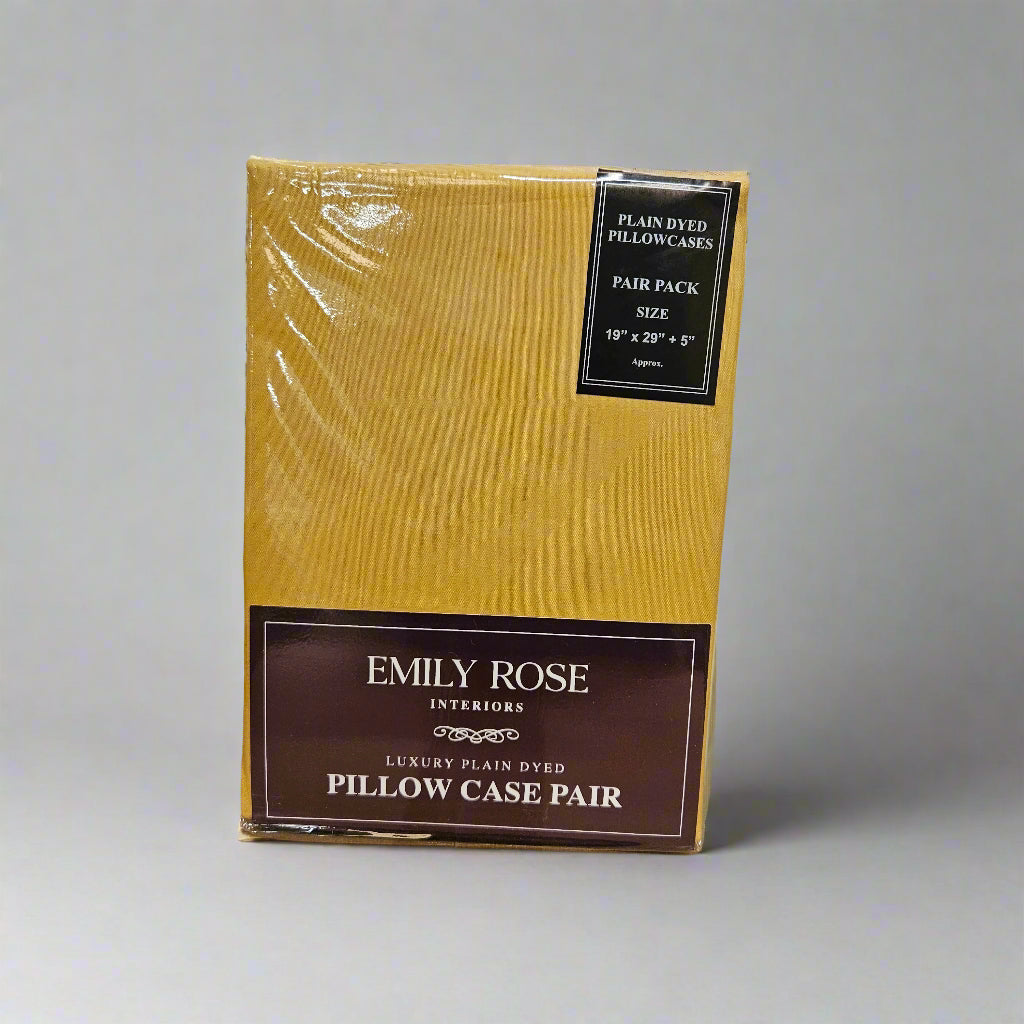 PLAIN DYED
PILLOWCASES
PAIR PACK
SIZE
19” x 29” + 5”
Approx.
EMILY ROSE
INTERIORS
LUXURY PLAIN DYED
PILLOW CASE PAIR